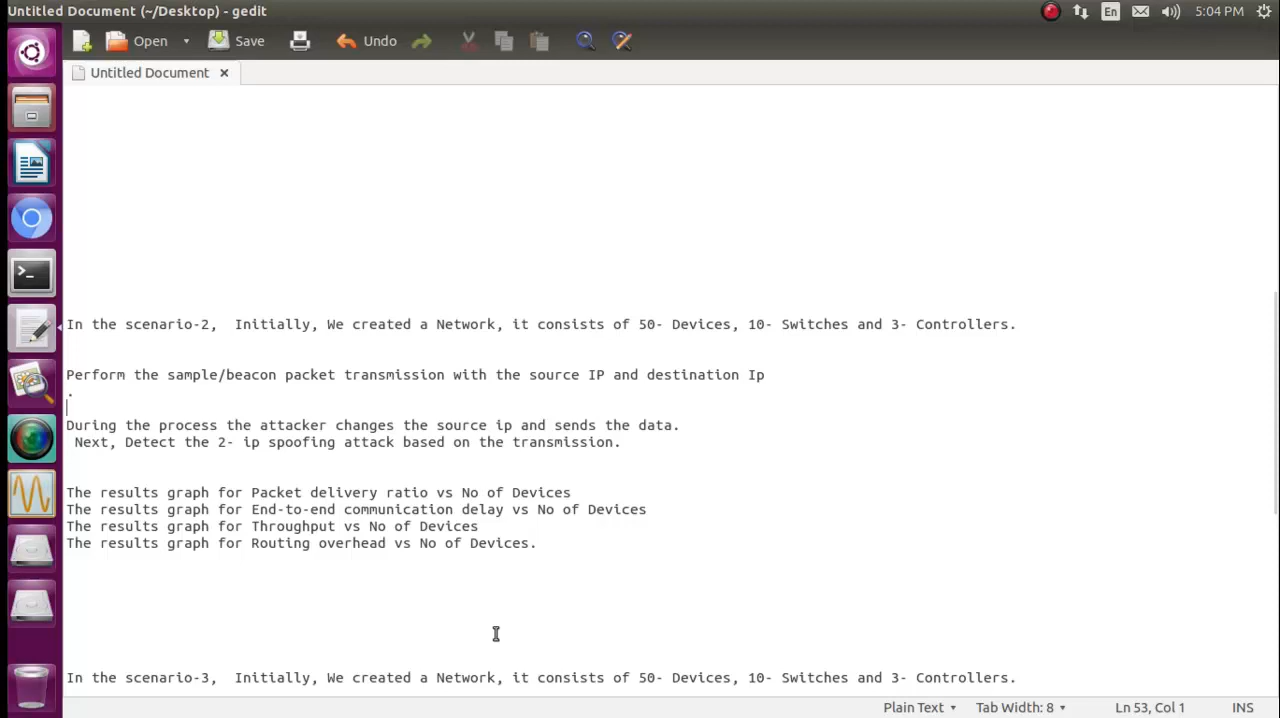 Untitled Document (~/Desktop) - gedit
En
5:04 PM
Open
Save
Undo
Untitled Document
In the scenario-2,  Initially, We created a Network, it consists of 50- Devices, 10- Switches and 3- Controllers.
Perform the sample/beacon packet transmission with the source IP and destination Ip
.
During the process the attacker changes the source ip and sends the data.
Next, Detect the 2- ip spoofing attack based on the transmission.
The results graph for Packet delivery ratio vs No of Devices
The results graph for End-to-end communication delay vs No of Devices
The results graph for Throughput vs No of Devices
The results graph for Routing overhead vs No of Devices.
In the scenario-3,  Initially, We created a Network, it consists of 50- Devices, 10- Switches and 3- Controllers.
Plain Text
Tab Width: 8
Ln 53, Col 1
INS